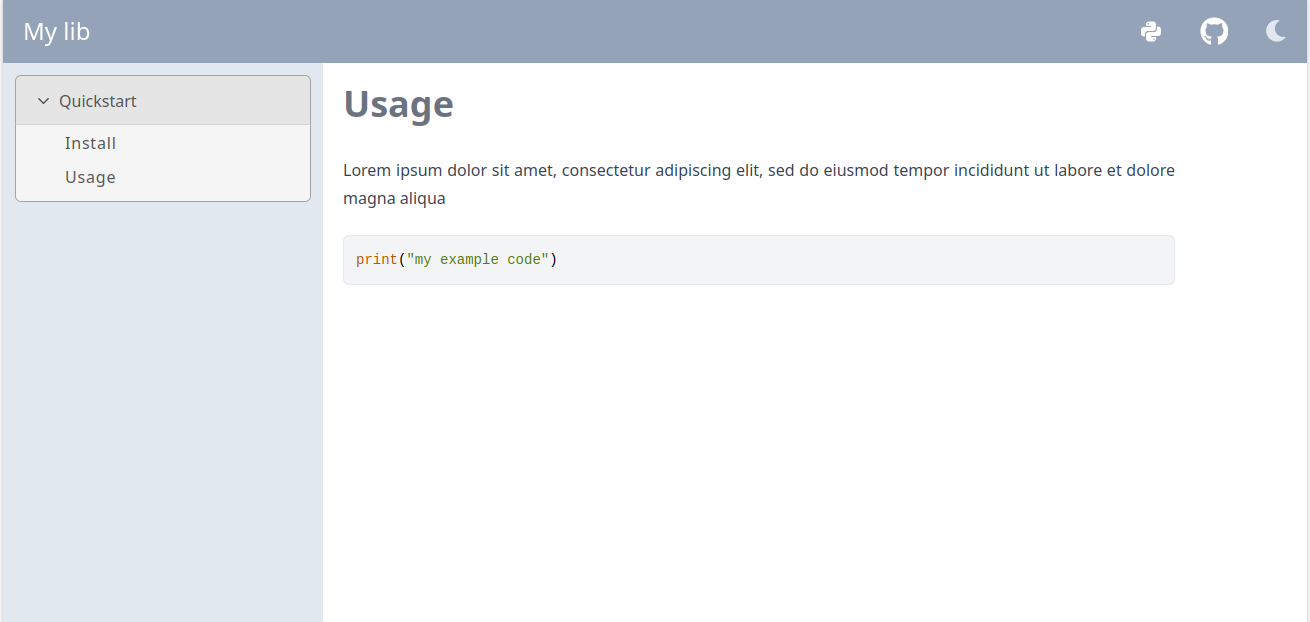 My lib
Quickstart
Install
Usage
Usage
Lorem ipsum dolor sit amet, consectetur adipiscing elit, sed do eiusmod tempor incididunt ut labore et dolore
magna aliqua
print("my example code")